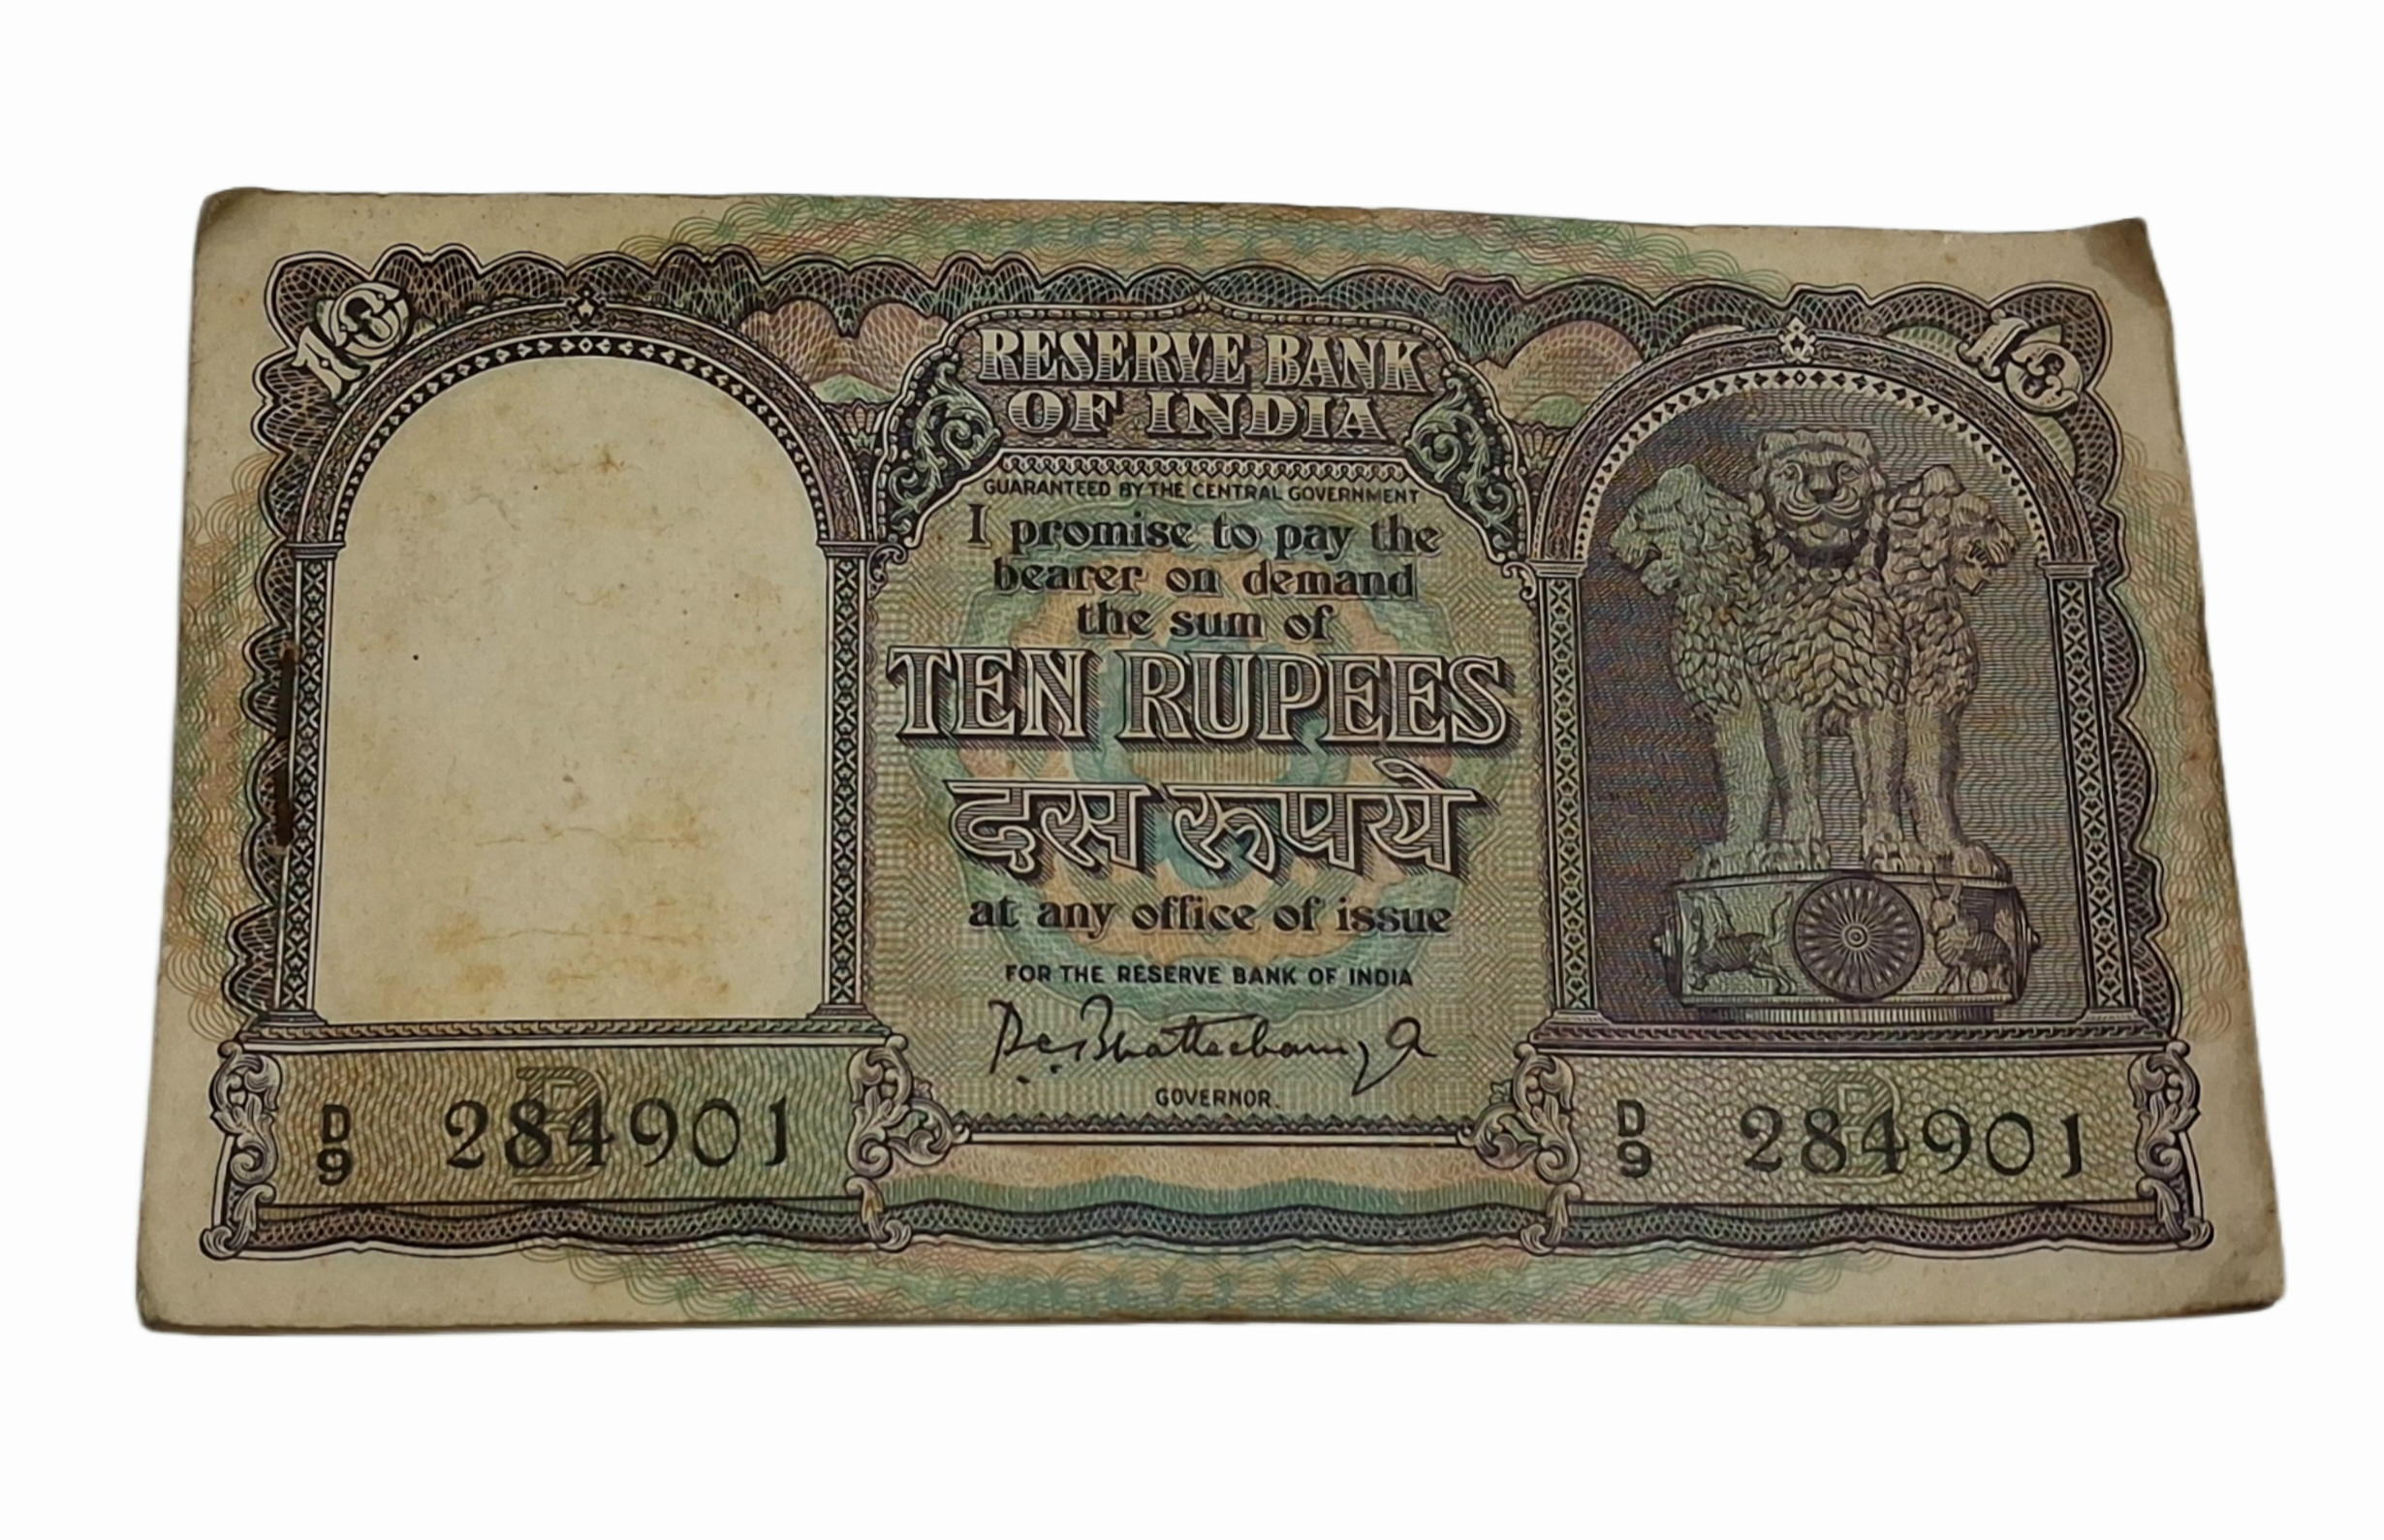 10
10
RESERVE BANK
OF INDIA
GUARANTEED BY THE CENTRAL GOVERNMENT
I promise to pay the
bearer on demand
the sum of
TEN RUPEES
दस रूपये
at any office of issue
FOR THE RESERVE BANK OF INDIA
P. C. Bhattacharyya
GOVERNOR.
D
9
284901
B
D
9
284901
B